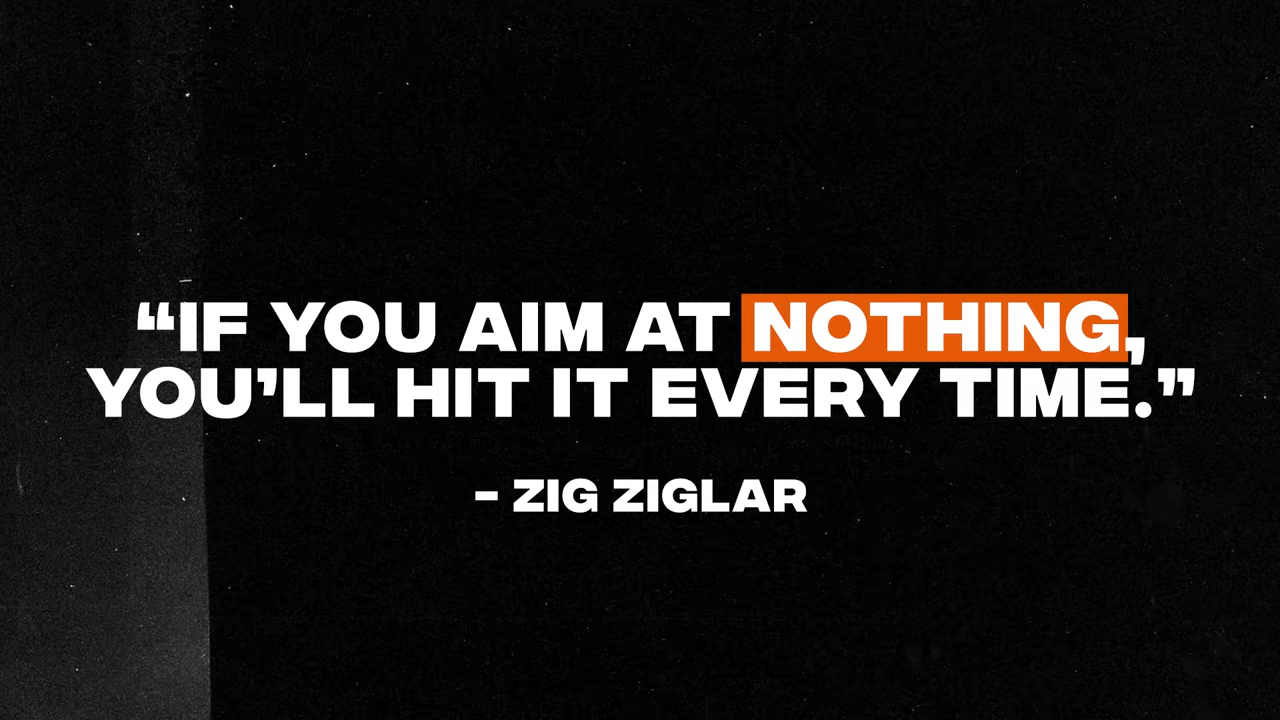 “IF YOU AIM AT NOTHING,
YOU’LL HIT IT EVERY TIME.”
- ZIG ZIGLAR